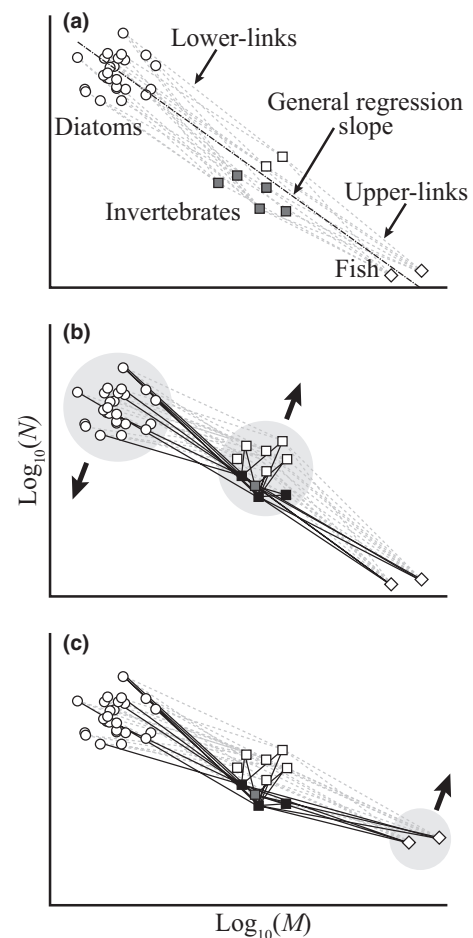 (a)
Lower-links
General regression
slope
Diatoms
Upper-links
Invertebrates
Fish
(b)
Log10(N)
(c)
Log10(M)